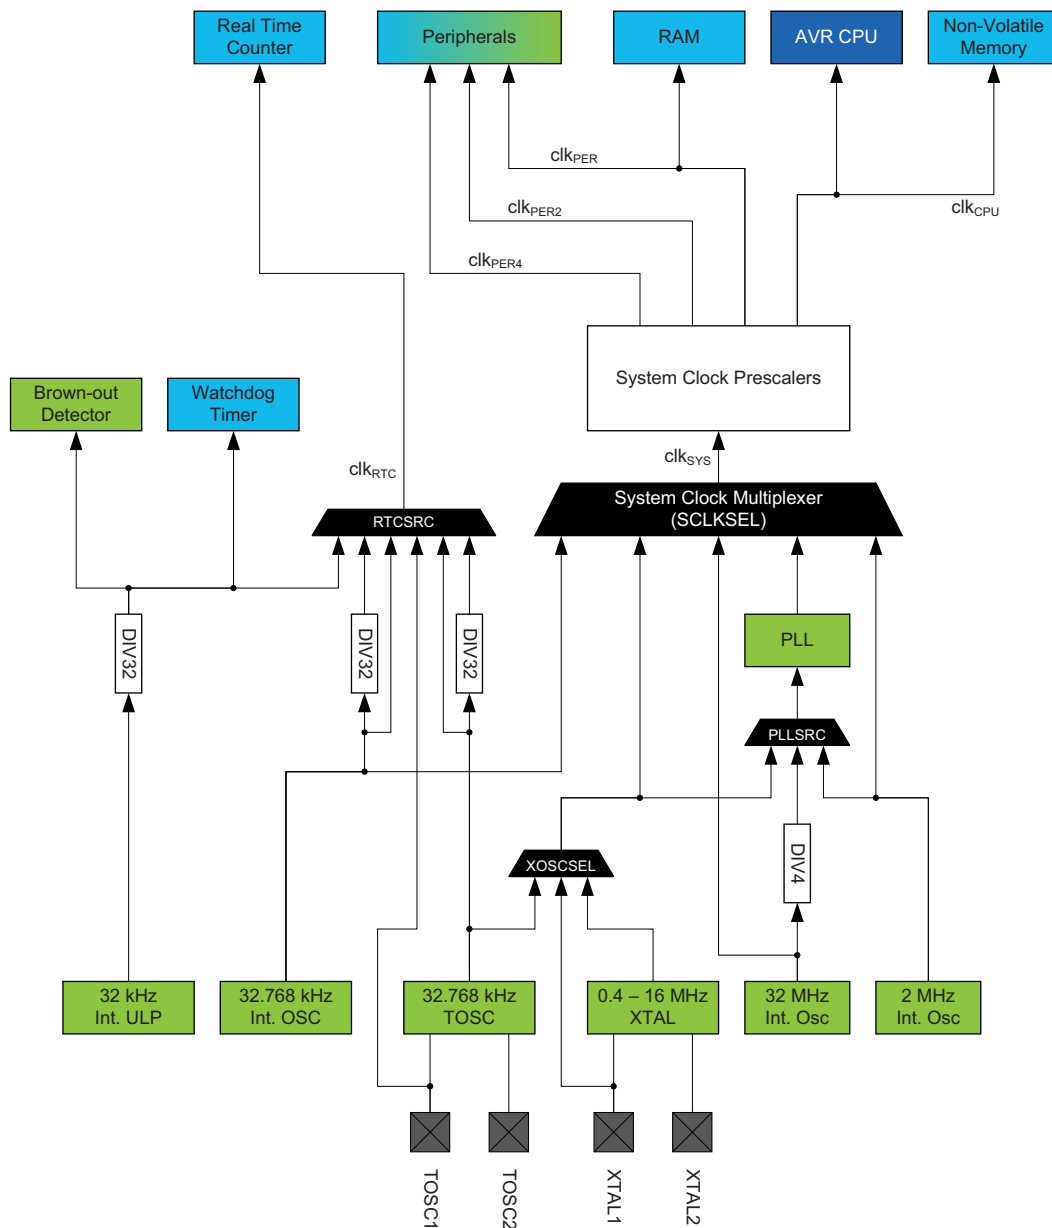 Real Time
Counter
Peripherals
RAM
AVR CPU
Non-Volatile
Memory
clkPER
clkPER2
clkCPU
clkPER4
System Clock Prescalers
Brown-out
Detector
Watchdog
Timer
clkRTC
clkSYS
System Clock Multiplexer
(SCLKSEL)
RTCSRC
DIV32
DIV32
DIV32
PLL
PLLSRC
DIV4
XOSCSEL
32 kHz
Int. ULP
32.768 kHz
Int. OSC
32.768 kHz
TOSC
0.4 – 16 MHz
XTAL
32 MHz
Int. Osc
2 MHz
Int. Osc
TOSC1
TOSC2
XTAL1
XTAL2